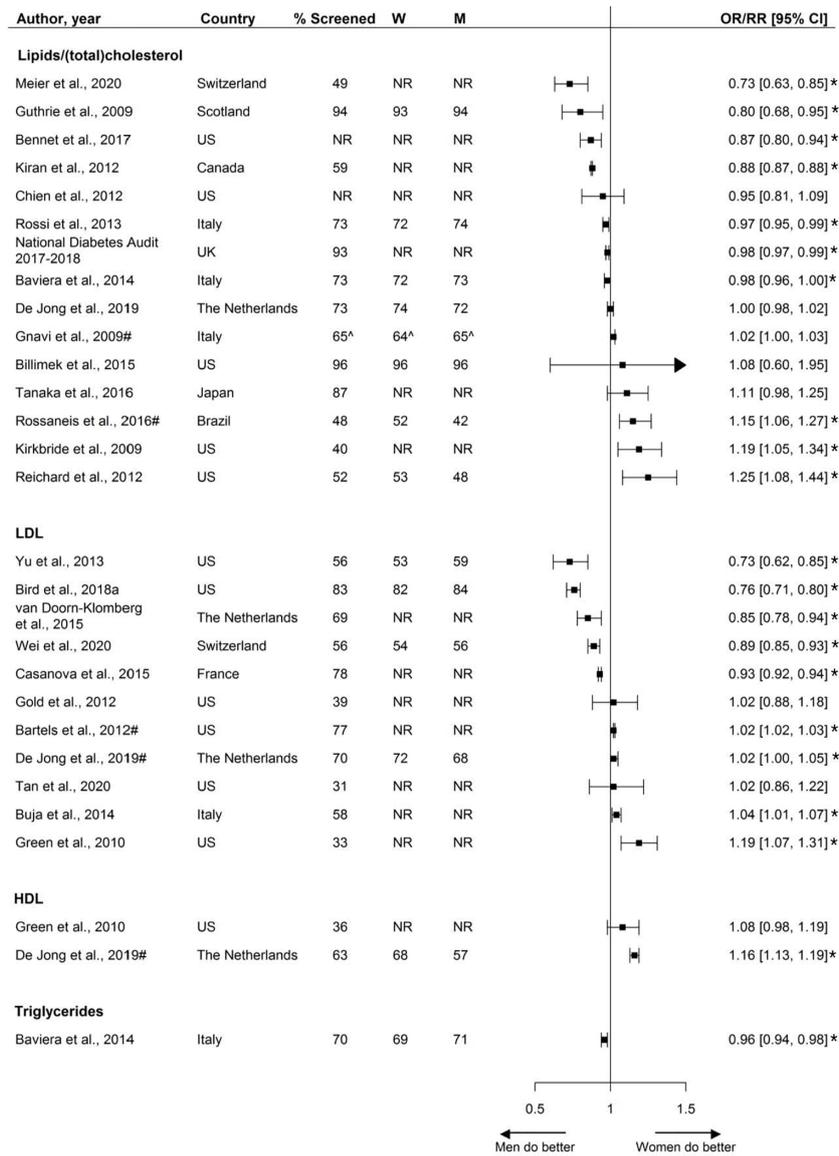 Author, year Country % Screened W M OR/RR [95% CI]
Lipids/(total)cholesterol
Meier et al., 2020 Switzerland 49 NR NR 0.73 [0.63, 0.85]*
Guthrie et al., 2009 Scotland 94 93 94 0.80 [0.68, 0.95]*
Bennet et al., 2017 US NR NR NR 0.87 [0.80, 0.94]*
Kiran et al., 2012 Canada 59 NR NR 0.88 [0.87, 0.88]*
Chien et al., 2012 US NR NR NR 0.95 [0.81, 1.09]
Rossi et al., 2013 Italy 73 72 74 0.97 [0.95, 0.99]*
National Diabetes Audit
2017-2018 UK 93 NR NR 0.98 [0.97, 0.99]*
Baviera et al., 2014 Italy 73 72 73 0.98 [0.96, 1.00]*
De Jong et al., 2019 The Netherlands 73 74 72 1.00 [0.98, 1.02]
Gnavi et al., 2009# Italy 65^ 64^ 65^ 1.02 [1.00, 1.03]
Billimek et al., 2015 US 96 96 96 1.08 [0.60, 1.95]
Tanaka et al., 2016 Japan 87 NR NR 1.11 [0.98, 1.25]
Rossaneis et al., 2016# Brazil 48 52 42 1.15 [1.06, 1.27]*
Kirkbride et al., 2009 US 40 NR NR 1.19 [1.05, 1.34]*
Reichard et al., 2012 US 52 53 48 1.25 [1.08, 1.44]*
LDL
Yu et al., 2013 US 56 53 59 0.73 [0.62, 0.85]*
Bird et al., 2018a US 83 82 84 0.76 [0.71, 0.80]*
van Doorn-Klomberg
et al., 2015 The Netherlands 69 NR NR 0.85 [0.78, 0.94]*
Wei et al., 2020 Switzerland 56 54 56 0.89 [0.85, 0.93]*
Casanova et al., 2015 France 78 NR NR 0.93 [0.92, 0.94]*
Gold et al., 2012 US 39 NR NR 1.02 [0.88, 1.18]
Bartels et al., 2012# US 77 NR NR 1.02 [1.02, 1.03]*
De Jong et al., 2019# The Netherlands 70 72 68 1.02 [1.00, 1.05]*
Tan et al., 2020 US 31 NR NR 1.02 [0.86, 1.22]
Buja et al., 2014 Italy 58 NR NR 1.04 [1.01, 1.07]*
Green et al., 2010 US 33 NR NR 1.19 [1.07, 1.31]*
HDL
Green et al., 2010 US 36 NR NR 1.08 [0.98, 1.19]
De Jong et al., 2019# The Netherlands 63 68 57 1.16 [1.13, 1.19]*
Triglycerides
Baviera et al., 2014 Italy 70 69 71 0.96 [0.94, 0.98]*
0.5 1 1.5
Men do better Women do better